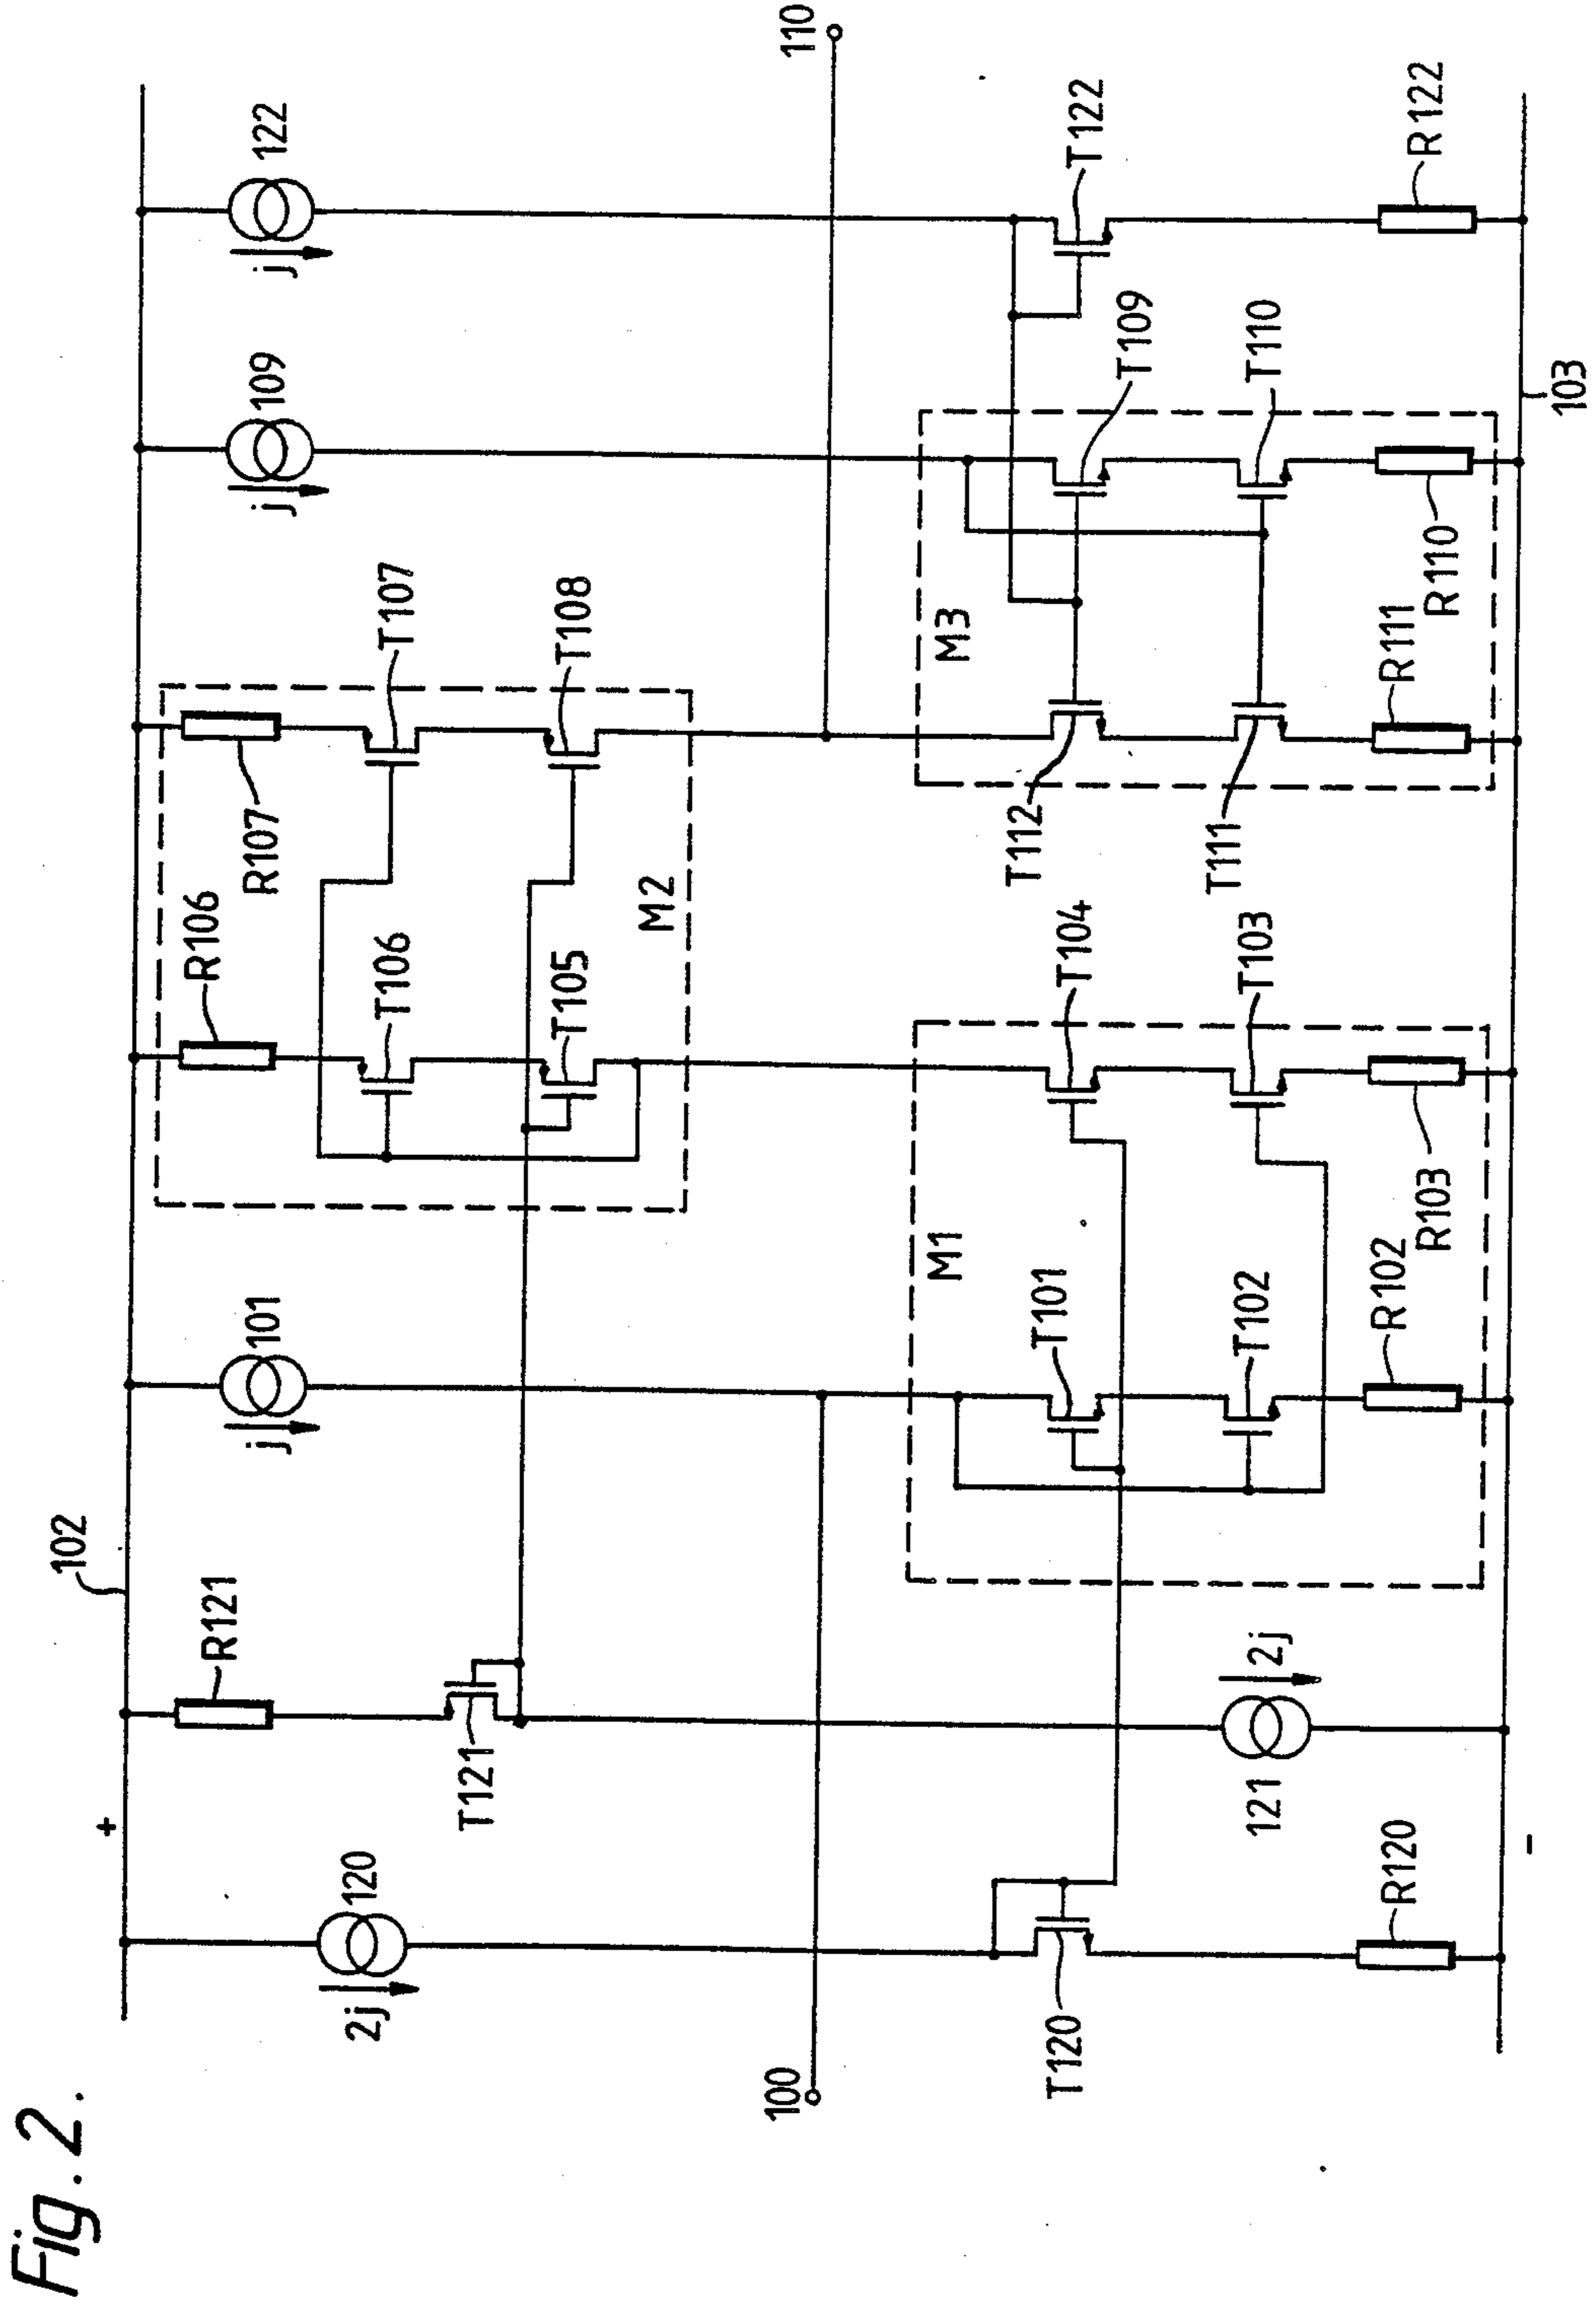 Fig. 2.
102
+
2j
120
R121
T121
j
101
R106
T106
T105
M2
R107
T107
T108
j
109
j
122
100
110
T120
R120
-
121
2j
M1
T101
T102
R102
T104
T103
R103
M3
T112
T111
R111
T109
T110
R110
T122
R122
103